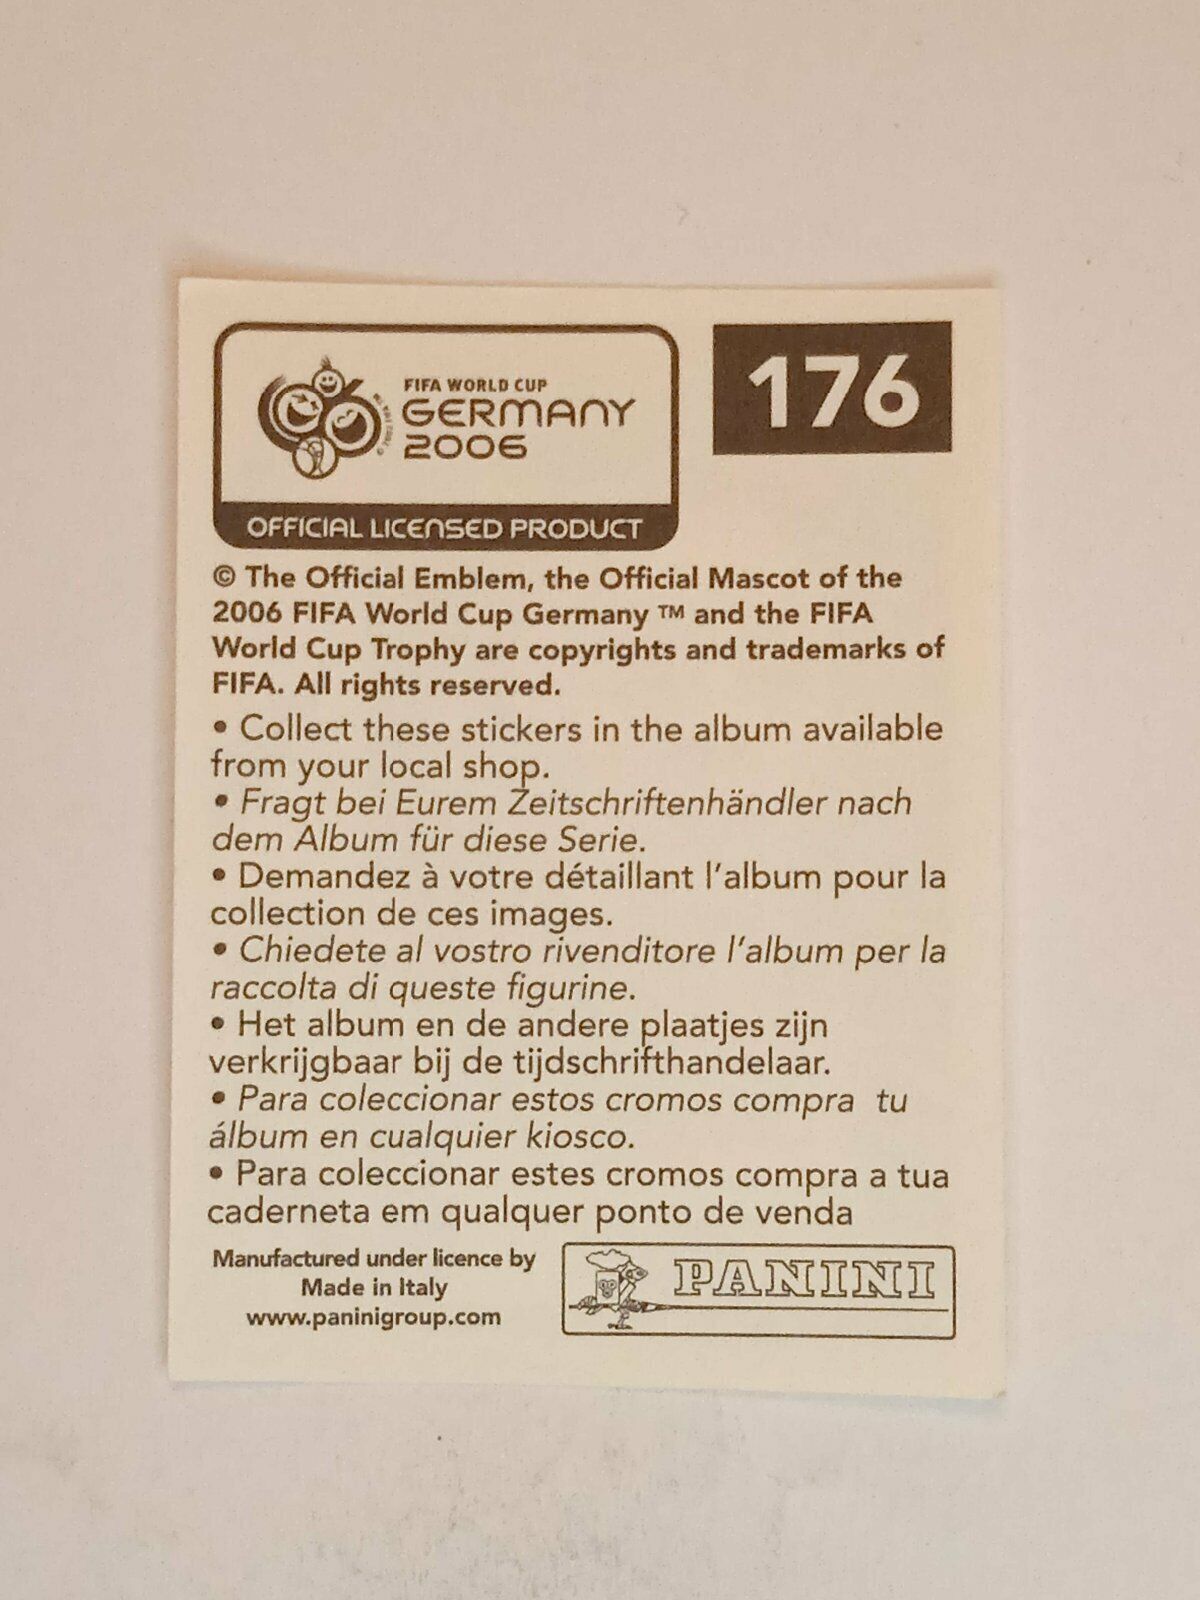 FIFA WORLD CUP
GERMANY
2006
OFFICIAL LICENSED PRODUCT
176
© The Official Emblem, the Official Mascot of the
2006 FIFA World Cup Germany ™ and the FIFA
World Cup Trophy are copyrights and trademarks of
FIFA. All rights reserved.
• Collect these stickers in the album available
from your local shop.
• Fragt bei Eurem Zeitschriftenhändler nach
dem Album für diese Serie.
• Demandez à votre détaillant l'album pour la
collection de ces images.
• Chiedete al vostro rivenditore l'album per la
raccolta di queste figurine.
• Het album en de andere plaatjes zijn
verkrijgbaar bij de tijdschrifthandelaar.
• Para coleccionar estos cromos compra tu
álbum en cualquier kiosco.
• Para coleccionar estes cromos compra a tua
caderneta em qualquer ponto de venda
Manufactured under licence by
Made in Italy
www.paninigroup.com
PANINI